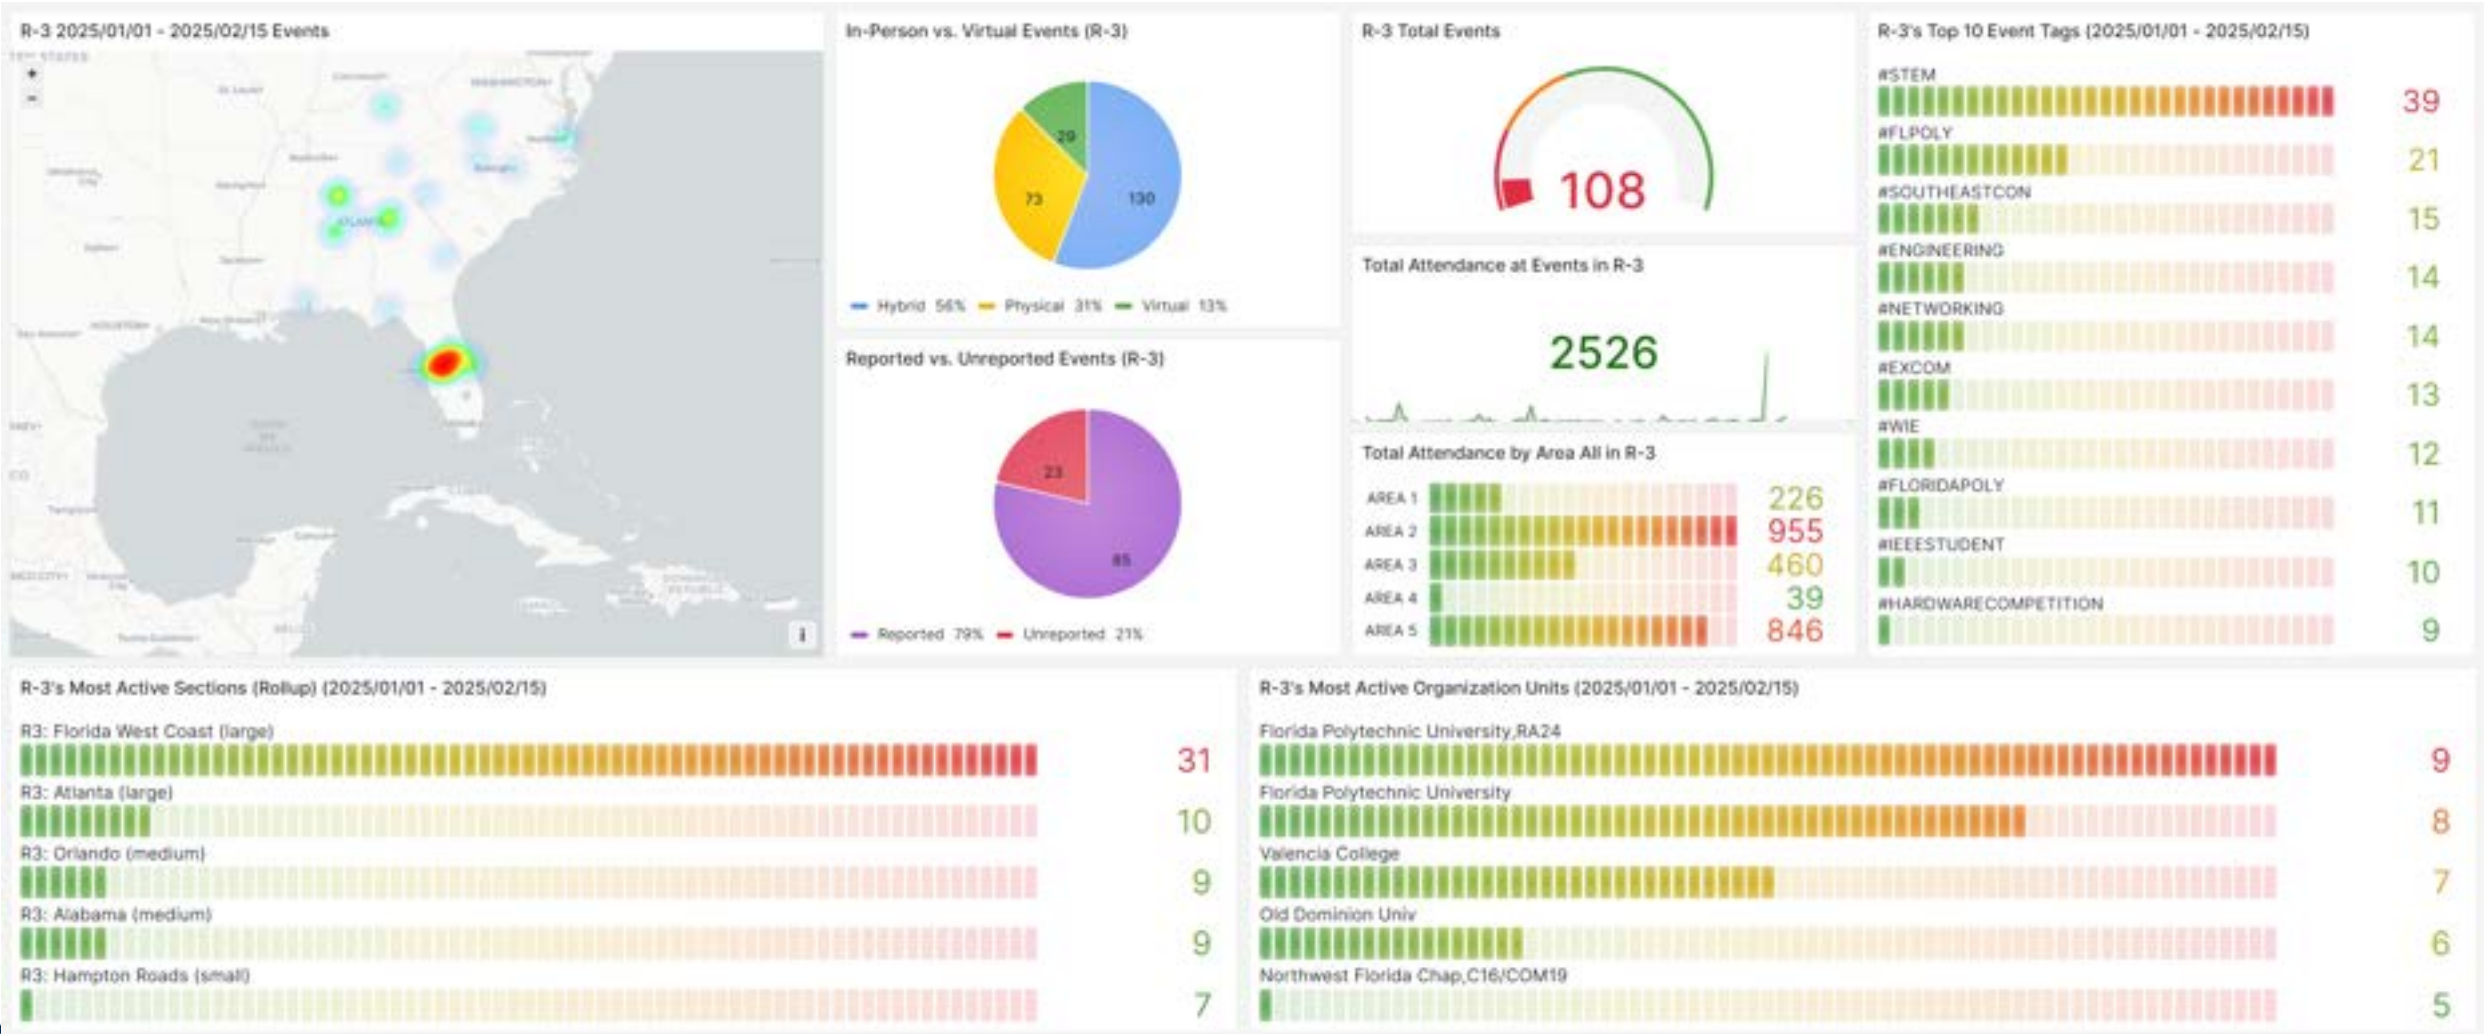 R-3 2025/01/01 - 2025/02/15 Events
+
-
ATLANTA
HOUSTON
i
In-Person vs. Virtual Events (R-3)
29
73
130
Hybrid 56% Physical 31% Virtual 13%
Reported vs. Unreported Events (R-3)
23
85
Reported 79% Unreported 21%
R-3 Total Events
108
Total Attendance at Events in R-3
2526
Total Attendance by Area All in R-3
AREA 1 226
AREA 2 955
AREA 3 460
AREA 4 39
AREA 5 846
R-3's Top 10 Event Tags (2025/01/01 - 2025/02/15)
#STEM
39
#FLPOLY
21
#SOUTHEASTCON
15
#ENGINEERING
14
#NETWORKING
14
#EXCOM
13
#WIE
12
#FLORIDAPOLY
11
#IEEESTUDENT
10
#HARDWARECOMPETITION
9
R-3's Most Active Sections (Rollup) (2025/01/01 - 2025/02/15)
R3: Florida West Coast (large)
31
R3: Atlanta (large)
10
R3: Orlando (medium)
9
R3: Alabama (medium)
9
R3: Hampton Roads (small)
7
R-3's Most Active Organization Units (2025/01/01 - 2025/02/15)
Florida Polytechnic University,RA24
9
Florida Polytechnic University
8
Valencia College
7
Old Dominion Univ
6
Northwest Florida Chap,C16/COM19
5